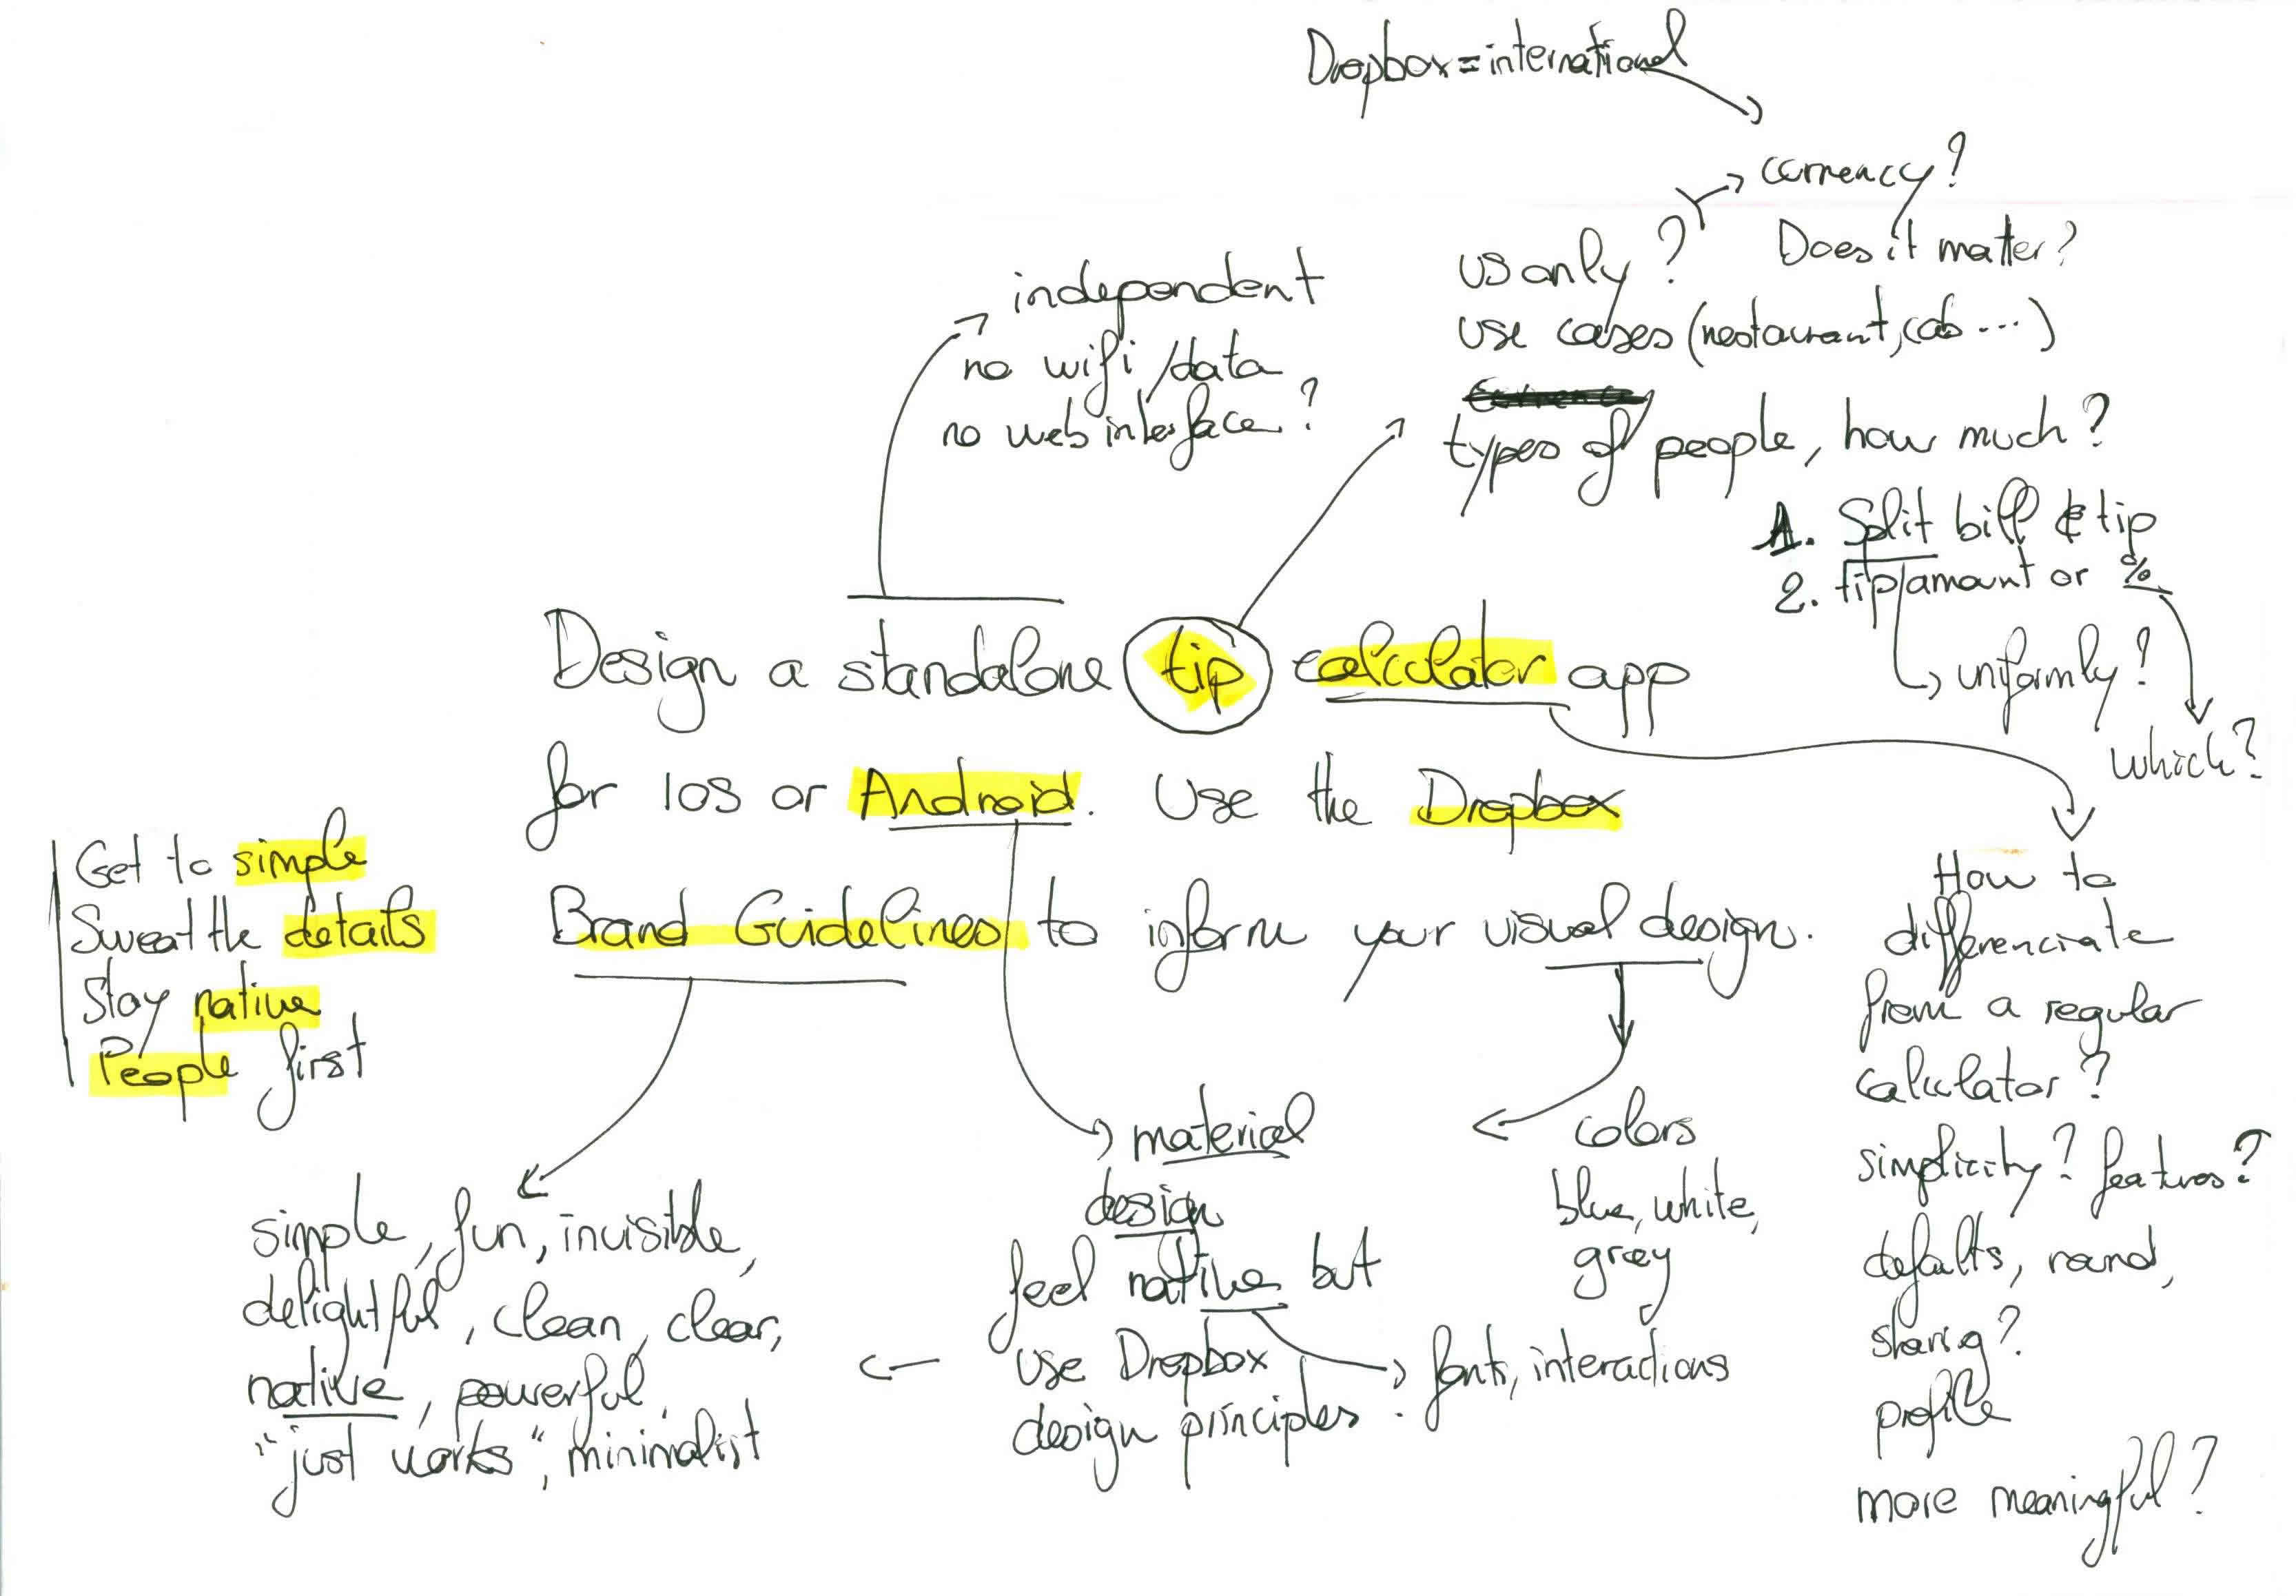 Dropbox = international
currency?
Does it matter?
independent
no wifi/data
no web interface?
US only?
use cases (restaurant, cab ...)
types of people, how much?
1. Split bill & tip
2. tip/amount or %
uniformly?
which?
Design a standalone tip calculator app
for IOS or Android. Use the Dropbox
Brand Guidelines to inform your visual design.
Get to simple
Sweat the details
Stay native
People first
simple, fun, invisible,
delightful, clean, clear,
native, powerful,
"just works", minimalist
material
design
feel native but
use Dropbox
design principles.
fonts, interactions
colors
blue, white,
grey
How to
differenciate
from a regular
calculator?
simplicity? features?
defaults, round,
sharing?
profile
more meaningful?